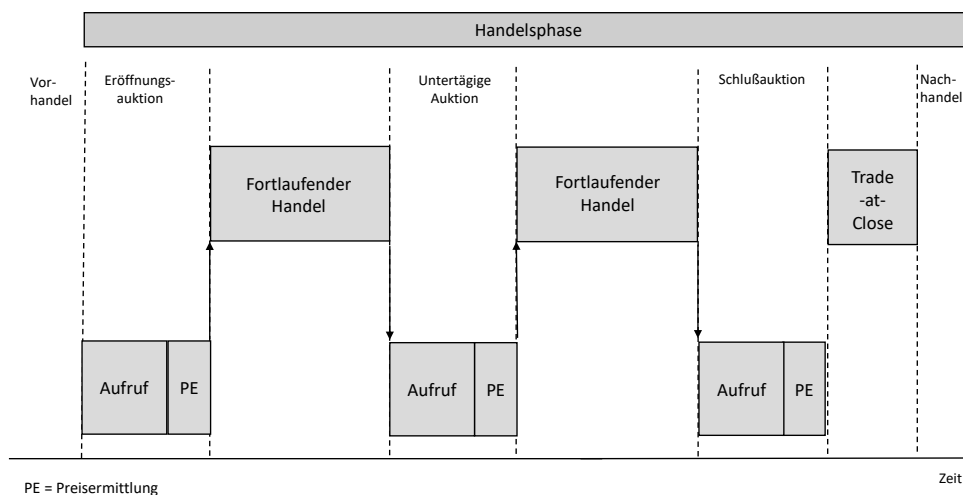 Handelsphase
Vor-
handel
Eröffnungs-
auktion
Untertägige
Auktion
Schlußauktion
Nach-
handel
Fortlaufender
Handel
Fortlaufender
Handel
Trade
-at-
Close
Aufruf
PE
Aufruf
PE
Aufruf
PE
PE = Preisermittlung
Zeit